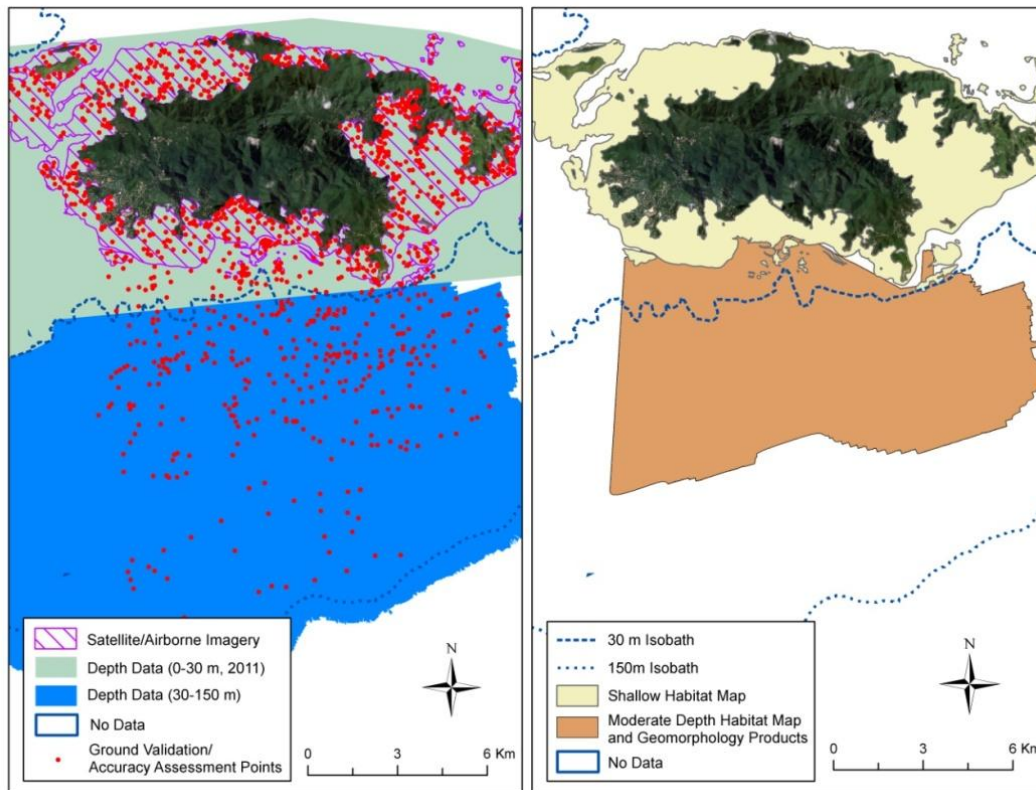 Satellite/Airborne Imagery
Depth Data (0-30 m, 2011)
Depth Data (30-150 m)
No Data
Ground Validation/
Accuracy Assessment Points
N
0 3 6 Km
30 m Isobath
150m Isobath
Shallow Habitat Map
Moderate Depth Habitat Map
and Geomorphology Products
No Data
N
0 3 6 Km